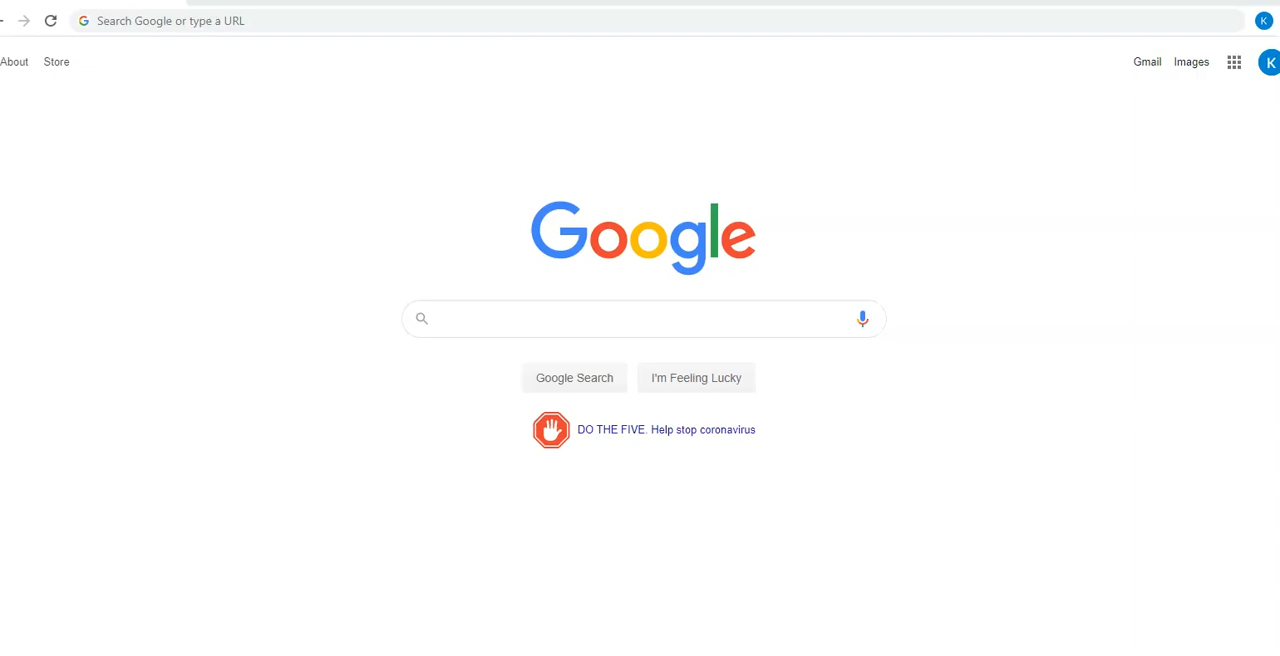 Search Google or type a URL
K
About Store Gmail Images K
Google
Google Search I'm Feeling Lucky
DO THE FIVE. Help stop coronavirus